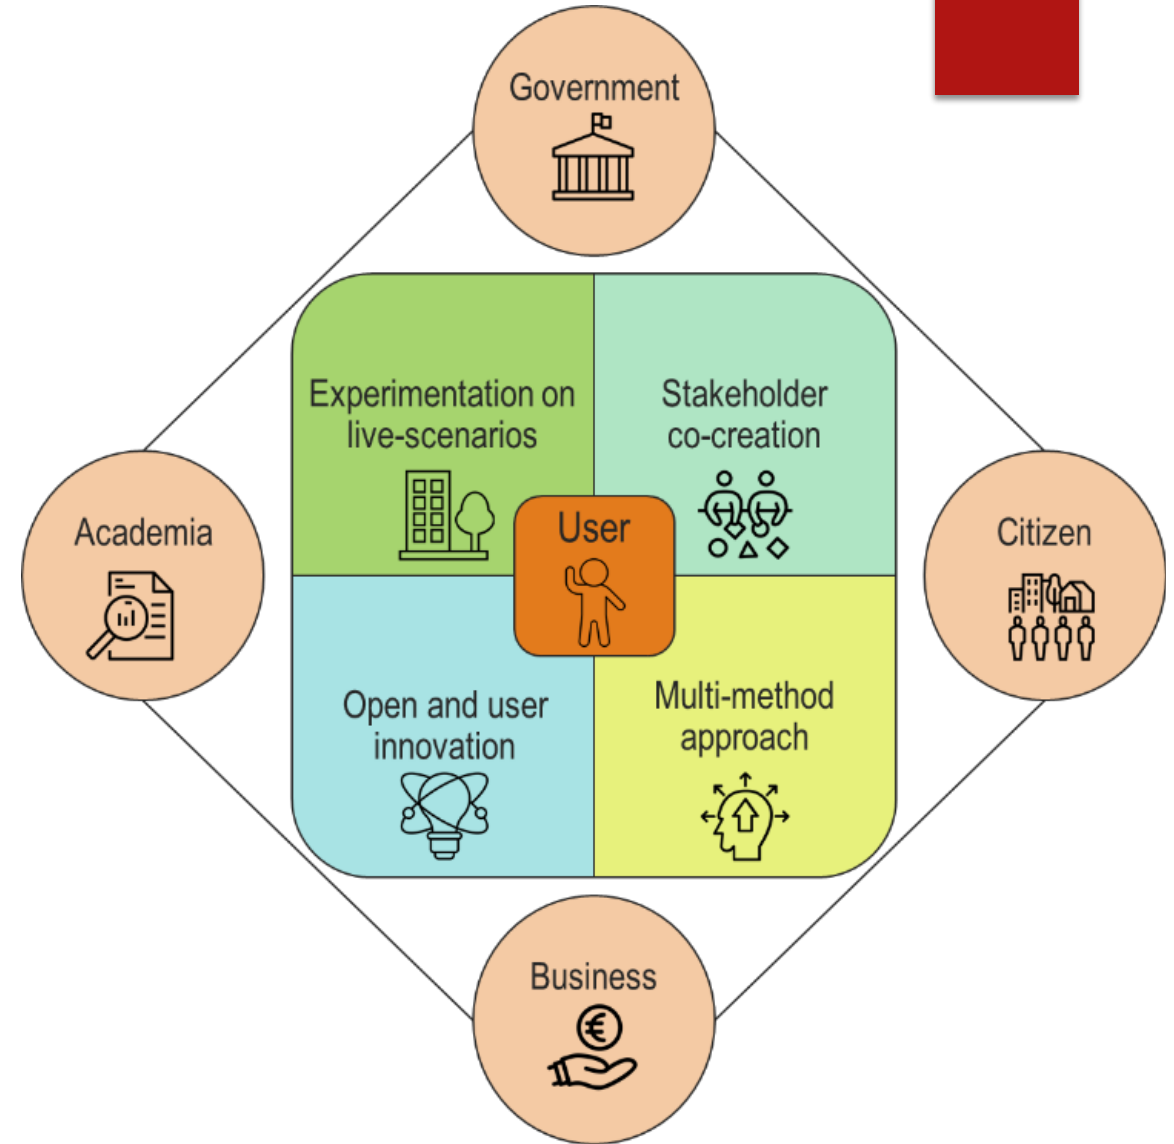 Government
Experimentation on
live-scenarios
Stakeholder
co-creation
Academia
User
Citizen
Open and user
innovation
Multi-method
approach
Business
€